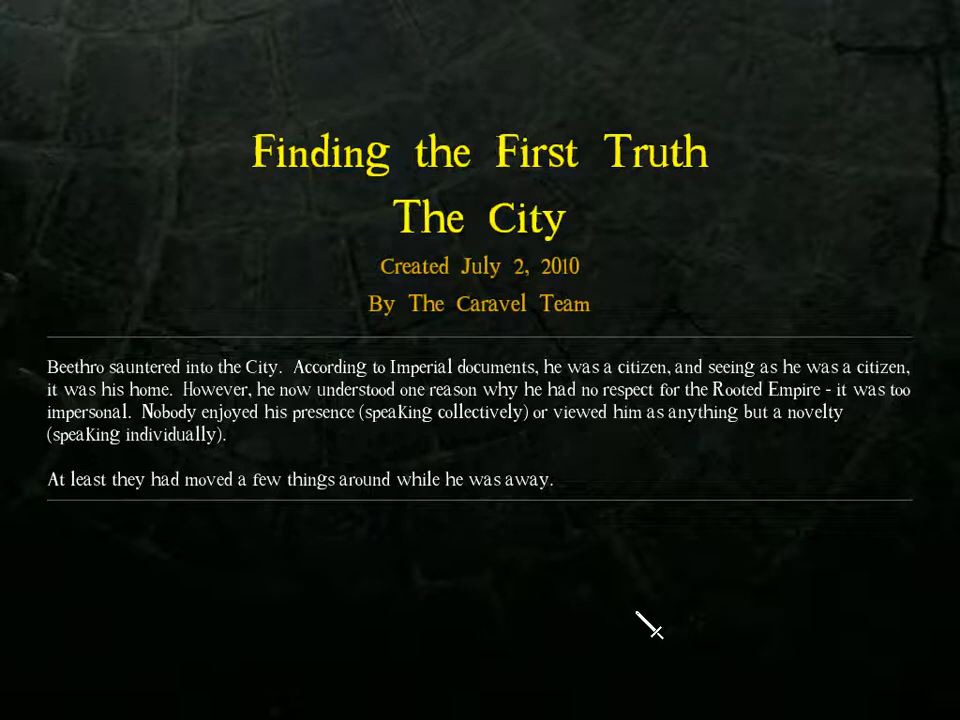 Finding the First Truth
The City
Created July 2, 2010
By The Caravel Team
Beethro sauntered into the City.  According to Imperial documents, he was a citizen, and seeing as he was a citizen,
it was his home.  However, he now understood one reason why he had no respect for the Rooted Empire - it was too
impersonal.  Nobody enjoyed his presence (speaking collectively) or viewed him as anything but a novelty
(speaking individually).
At least they had moved a few things around while he was away.